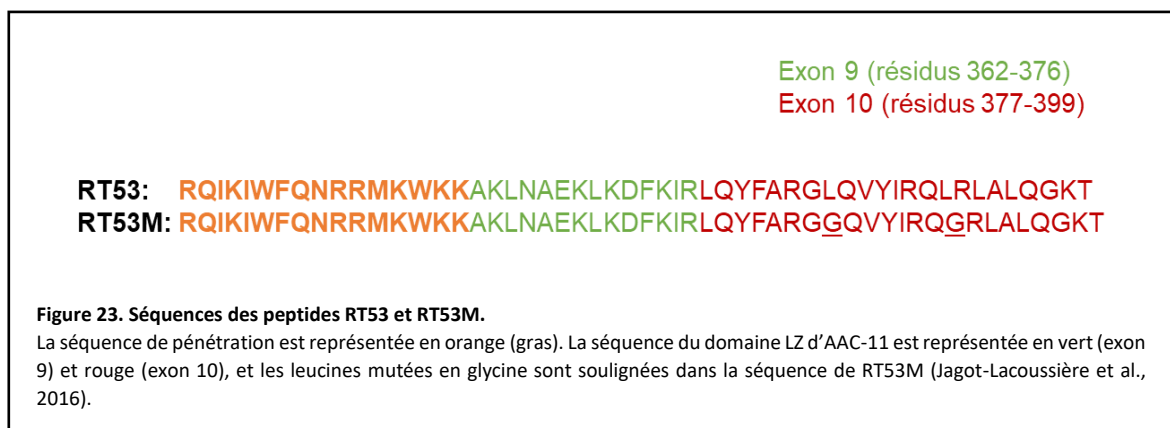 Exon 9 (résidus 362-376)
Exon 10 (résidus 377-399)
RT53: RQIKIWFQNRRMKWKKAKLNAEKLKDFKIRLQYFARGLQVYIRQLRLALQGKT
RT53M: RQIKIWFQNRRMKWKKAKLNAEKLKDFKIRLQYFARGGQVYIRQGRLALQGKT
Figure 23. Séquences des peptides RT53 et RT53M.
La séquence de pénétration est représentée en orange (gras). La séquence du domaine LZ d’AAC-11 est représentée en vert (exon
9) et rouge (exon 10), et les leucines mutées en glycine sont soulignées dans la séquence de RT53M (Jagot-Lacoussière et al.,
2016).